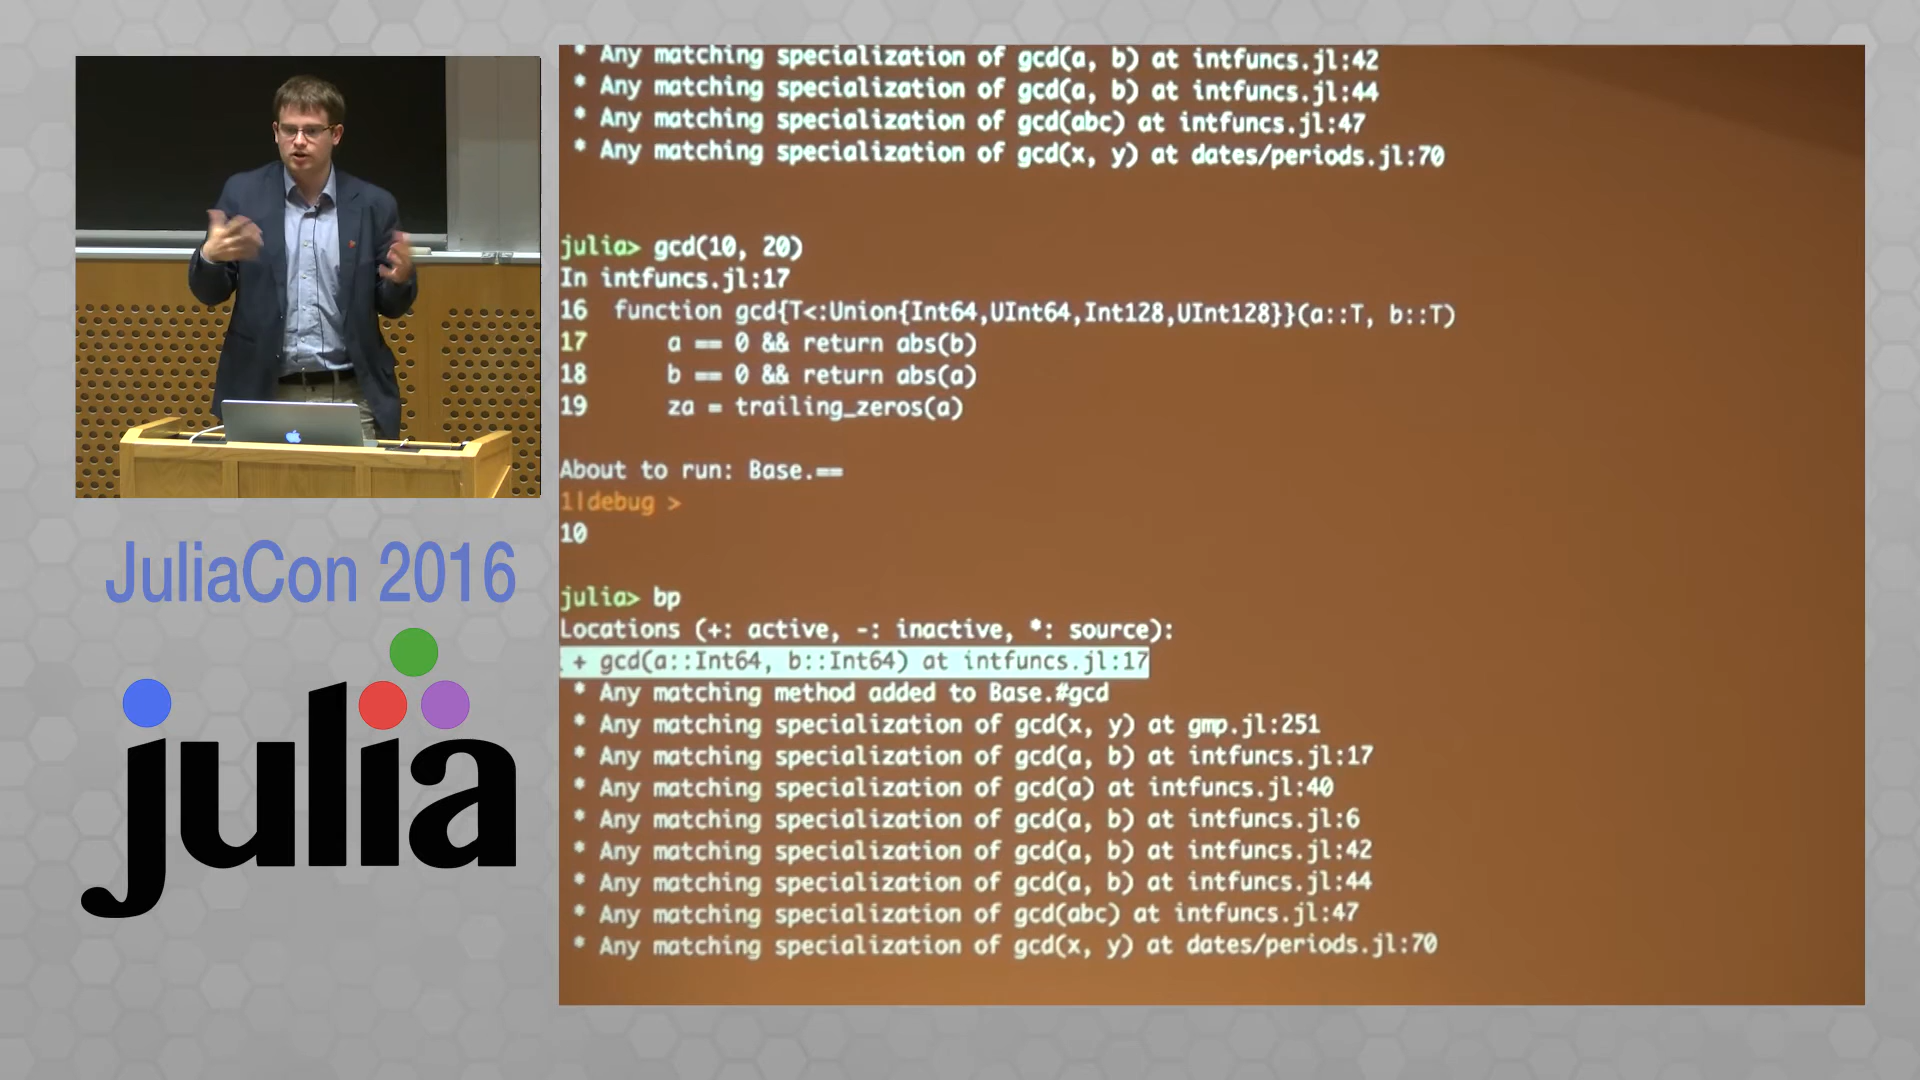 * Any matching specialization of gcd(a, b) at intfuncs.jl:42
* Any matching specialization of gcd(a, b) at intfuncs.jl:44
* Any matching specialization of gcd(abc) at intfuncs.jl:47
* Any matching specialization of gcd(x, y) at dates/periods.jl:70
julia> gcd(10, 20)
In intfuncs.jl:17
16  function gcd{T<:Union{Int64,UInt64,Int128,UInt128}}(a::T, b::T)
17      a == 0 && return abs(b)
18      b == 0 && return abs(a)
19      za = trailing_zeros(a)
About to run: Base.==
1|debug >
10
julia> bp
Locations (+: active, -: inactive, *: source):
+ gcd(a::Int64, b::Int64) at intfuncs.jl:17
* Any matching method added to Base.#gcd
* Any matching specialization of gcd(x, y) at gmp.jl:251
* Any matching specialization of gcd(a, b) at intfuncs.jl:17
* Any matching specialization of gcd(a) at intfuncs.jl:40
* Any matching specialization of gcd(a, b) at intfuncs.jl:6
* Any matching specialization of gcd(a, b) at intfuncs.jl:42
* Any matching specialization of gcd(a, b) at intfuncs.jl:44
* Any matching specialization of gcd(abc) at intfuncs.jl:47
* Any matching specialization of gcd(x, y) at dates/periods.jl:70
JuliaCon 2016
julia